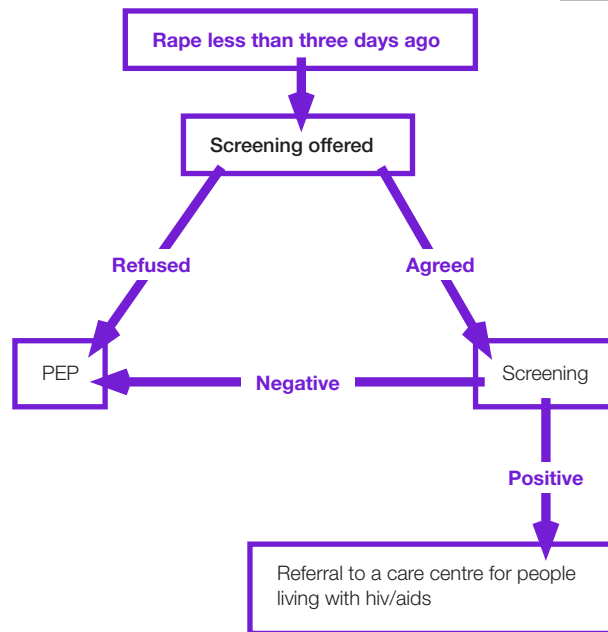 Rape less than three days ago
Screening offered
Refused
Agreed
PEP
Negative
Screening
Positive
Referral to a care centre for people
living with hiv/aids